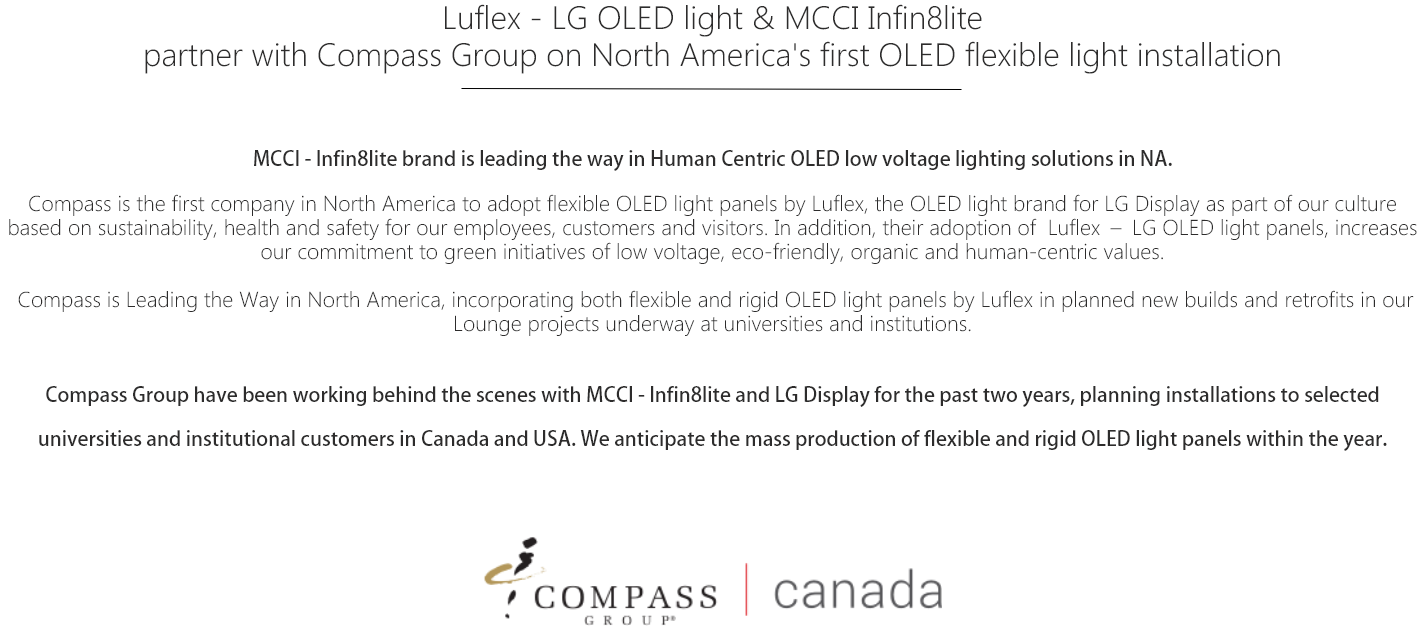 Luflex - LG OLED light & MCCI Infin8lite
partner with Compass Group on North America's first OLED flexible light installation
MCCI - Infin8lite brand is leading the way in Human Centric OLED low voltage lighting solutions in NA.
Compass is the first company in North America to adopt flexible OLED light panels by Luflex, the OLED light brand for LG Display as part of our culture
based on sustainability, health and safety for our employees, customers and visitors. In addition, their adoption of  Luflex – LG OLED light panels, increases
our commitment to green initiatives of low voltage, eco-friendly, organic and human-centric values.
Compass is Leading the Way in North America, incorporating both flexible and rigid OLED light panels by Luflex in planned new builds and retrofits in our
Lounge projects underway at universities and institutions.
Compass Group have been working behind the scenes with MCCI - Infin8lite and LG Display for the past two years, planning installations to selected
universities and institutional customers in Canada and USA. We anticipate the mass production of flexible and rigid OLED light panels within the year.
COMPASS | canada
GROUP®